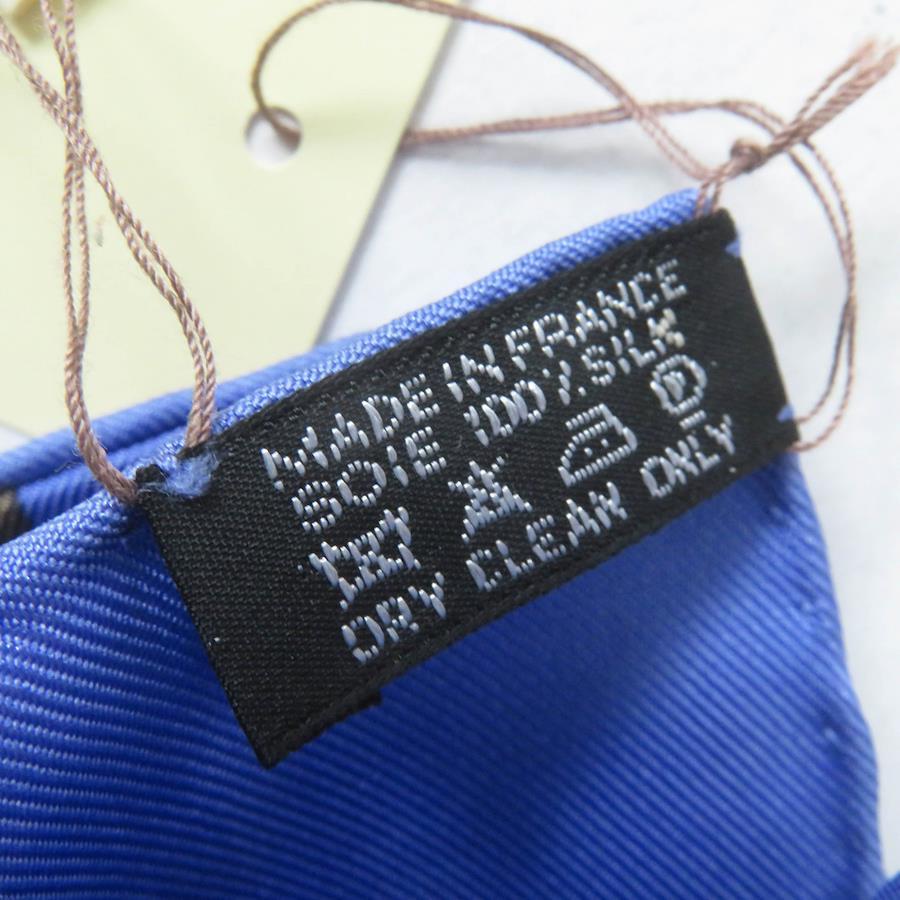 MADE IN FRANCE
SOIE 100% SILK
P
DRY CLEAN ONLY